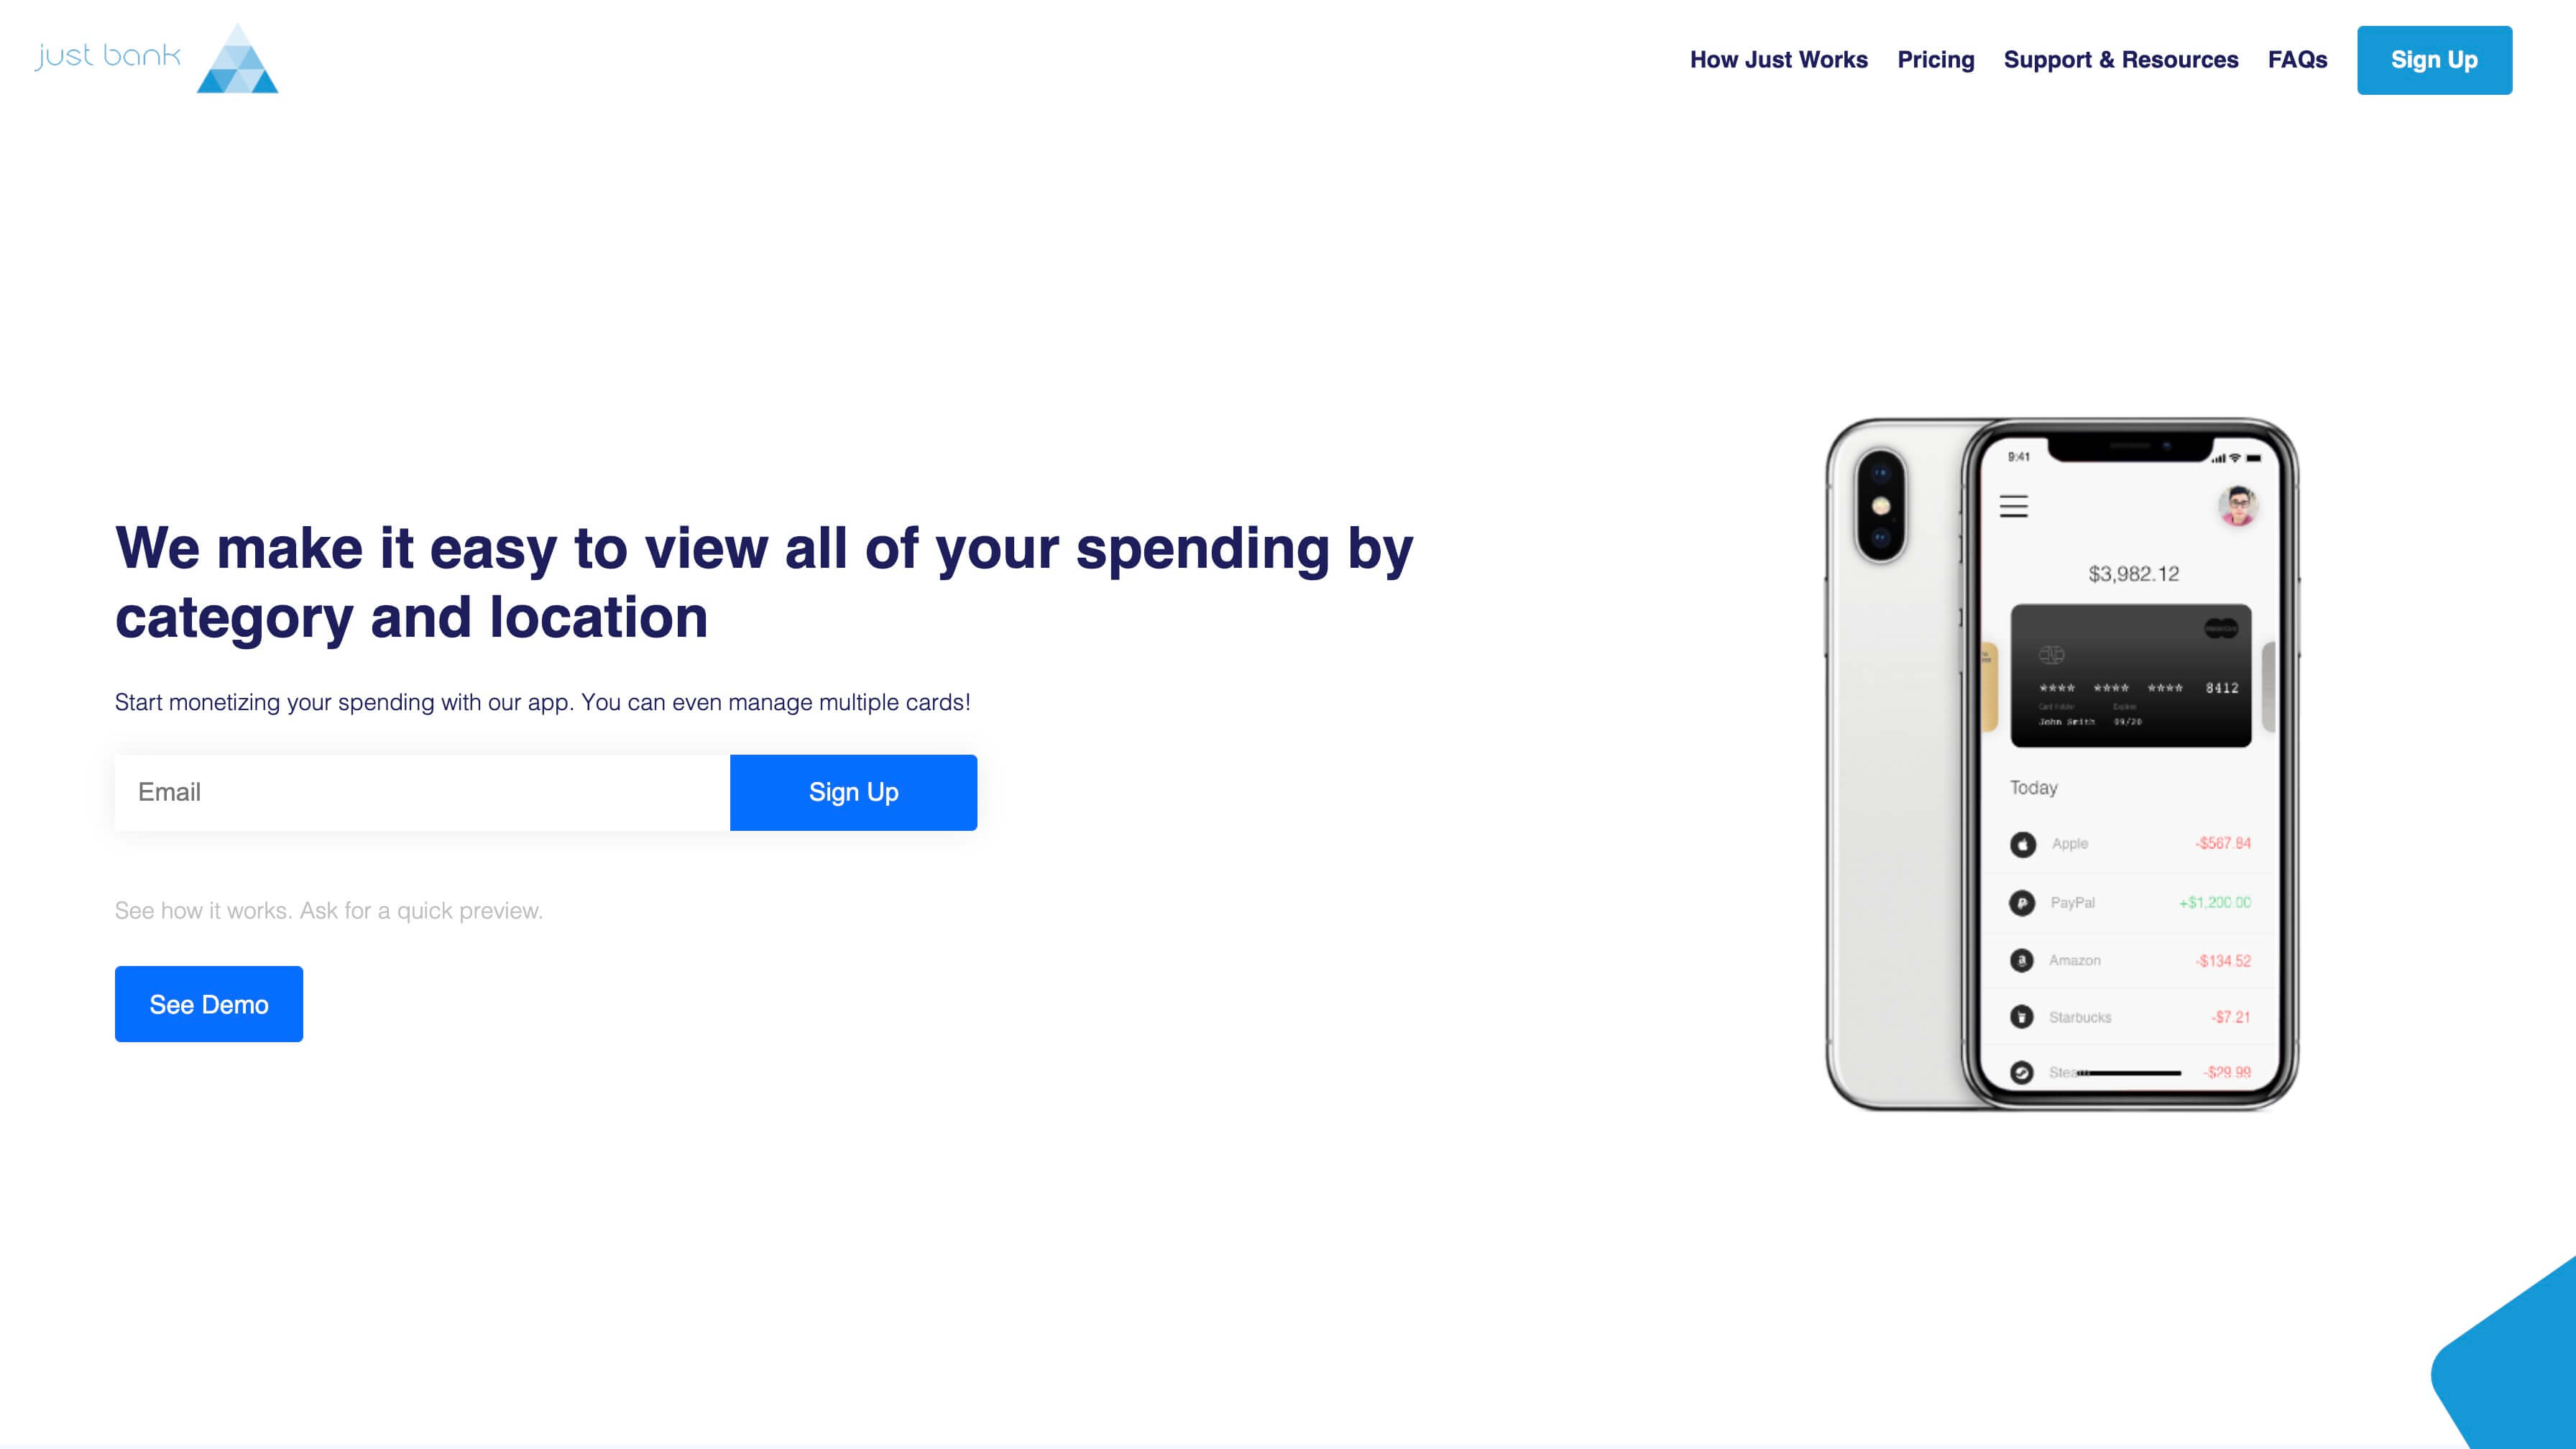 just bank
How Just Works
Pricing
Support & Resources
FAQs
Sign Up
We make it easy to view all of your spending by
category and location
Start monetizing your spending with our app. You can even manage multiple cards!
Email
Sign Up
See how it works. Ask for a quick preview.
See Demo
9:41
$3,982.12
**** **** **** 8412
Card Holder Expires
John Smith 09/20
Today
Apple -$567.84
PayPal +$1,200.00
Amazon -$134.52
Starbucks -$7.21
-$29.99